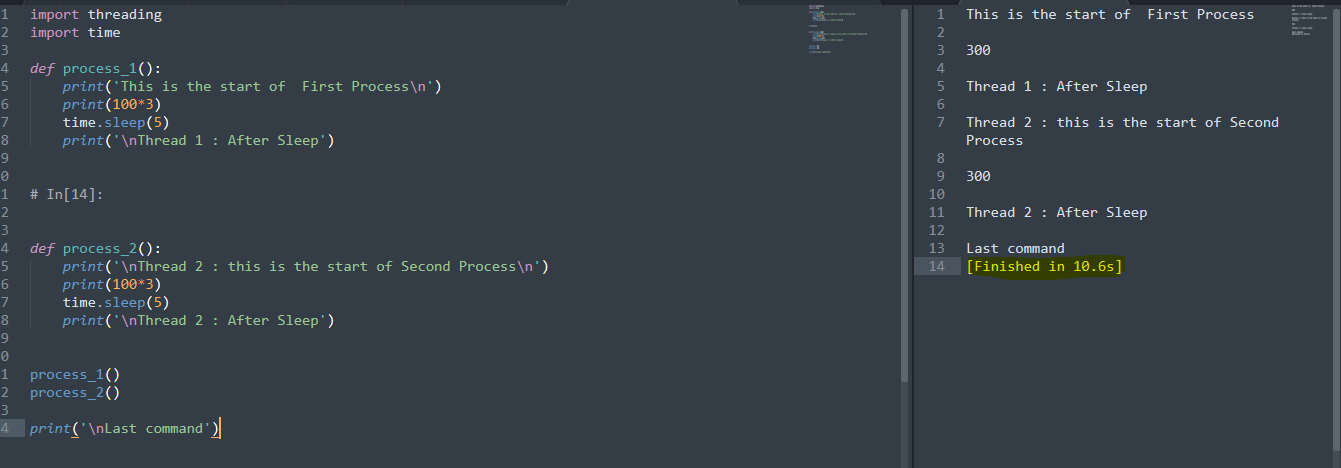 1 import threading
2 import time
3
4 def process_1():
5     print('This is the start of  First Process\n')
6     print(100*3)
7     time.sleep(5)
8     print('\nThread 1 : After Sleep')
9
0
1 # In[14]:
2
3
4 def process_2():
5     print('\nThread 2 : this is the start of Second Process\n')
6     print(100*3)
7     time.sleep(5)
8     print('\nThread 2 : After Sleep')
9
0
1 process_1()
2 process_2()
3
4 print('\nLast command')
1 This is the start of  First Process
2
3 300
4
5 Thread 1 : After Sleep
6
7 Thread 2 : this is the start of Second
Process
8
9 300
10
11 Thread 2 : After Sleep
12
13 Last command
14 [Finished in 10.6s]